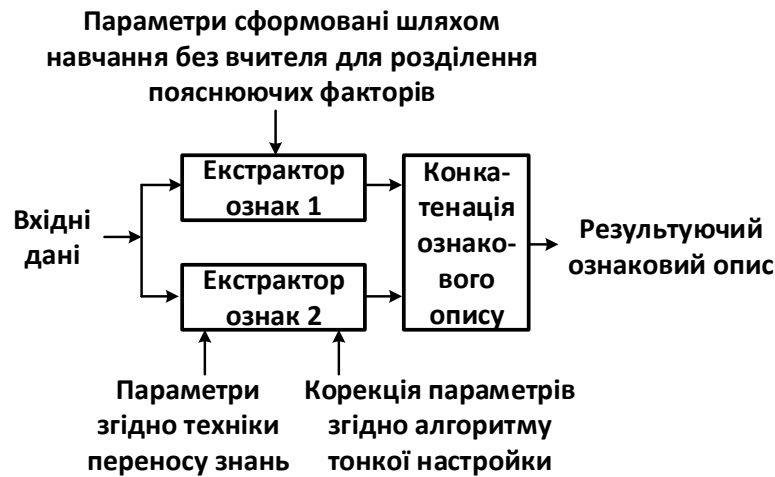 Параметри сформовані шляхом
навчання без вчителя для розділення
пояснюючих факторів
Вхідні
дані
Екстрактор
ознак 1
Екстрактор
ознак 2
Конка-
тенація
ознако-
вого
опису
Результуючий
ознаковий опис
Параметри
згідно техніки
переносу знань
Корекція параметрів
згідно алгоритму
тонкої настройки